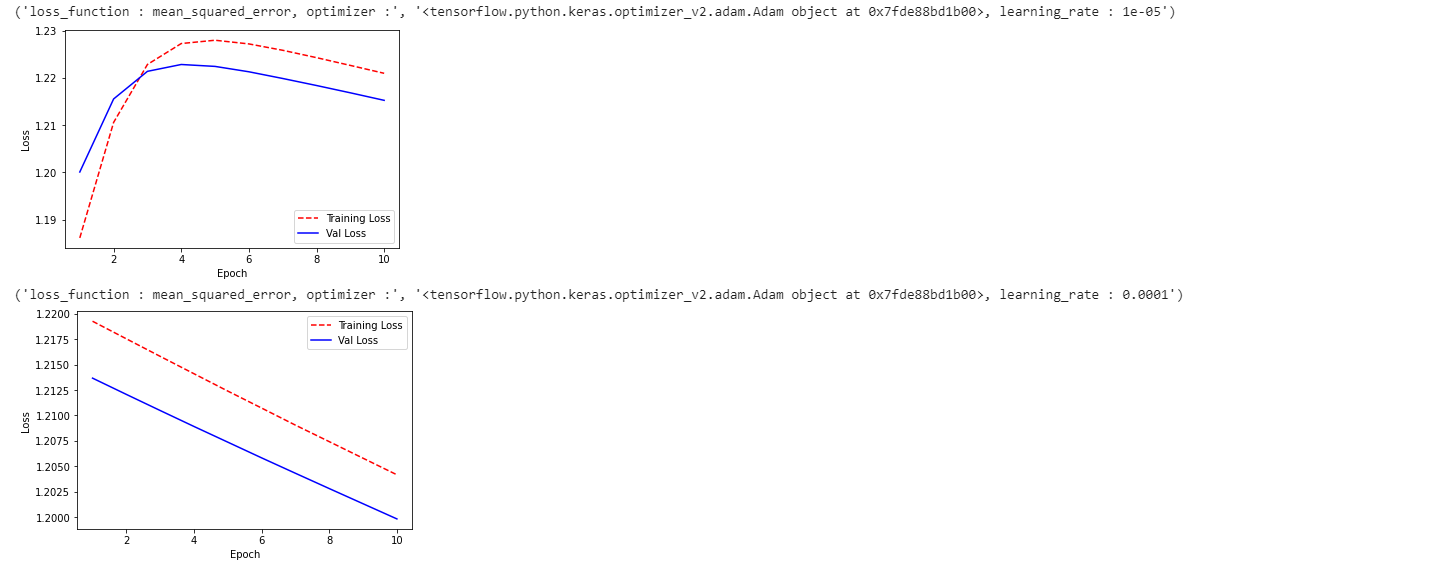 ('loss_function : mean_squared_error, optimizer :', '<tensorflow.python.keras.optimizer_v2.adam.Adam object at 0x7fde88bd1b00>, learning_rate : 1e-05')
1.23
1.22
1.21
1.20
1.19
Loss
Training Loss
Val Loss
2 4 6 8 10
Epoch
('loss_function : mean_squared_error, optimizer :', '<tensorflow.python.keras.optimizer_v2.adam.Adam object at 0x7fde88bd1b00>, learning_rate : 0.0001')
1.2200
1.2175
1.2150
1.2125
1.2100
1.2075
1.2050
1.2025
1.2000
Loss
Training Loss
Val Loss
2 4 6 8 10
Epoch